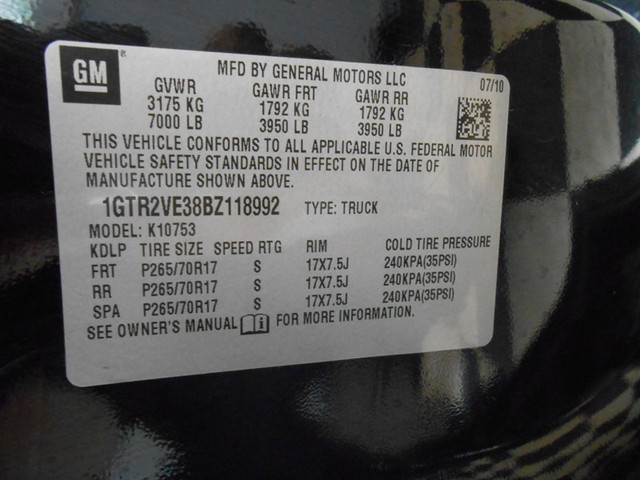 GM ®
MFD BY GENERAL MOTORS LLC 07/10
GVWR GAWR FRT GAWR RR
3175 KG 1792 KG 1792 KG
7000 LB 3950 LB 3950 LB
THIS VEHICLE CONFORMS TO ALL APPLICABLE U.S. FEDERAL MOTOR
VEHICLE SAFETY STANDARDS IN EFFECT ON THE DATE OF
MANUFACTURE SHOWN ABOVE.
1GTR2VE38BZ118992 TYPE: TRUCK
MODEL: K10753
KDLP TIRE SIZE SPEED RTG RIM COLD TIRE PRESSURE
FRT P265/70R17 S 17X7.5J 240KPA(35PSI)
RR P265/70R17 S 17X7.5J 240KPA(35PSI)
SPA P265/70R17 S 17X7.5J 240KPA(35PSI)
SEE OWNER'S MANUAL FOR MORE INFORMATION.